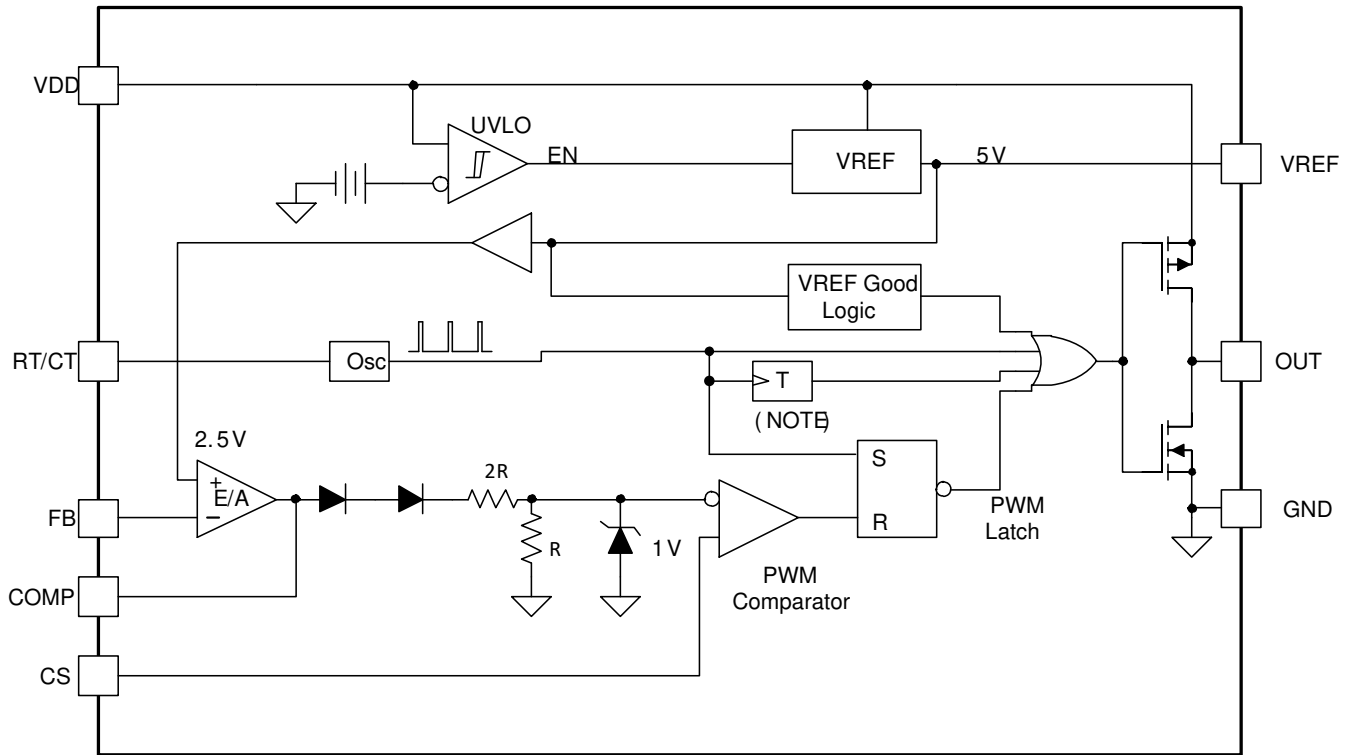 VDD
UVLO
EN
VREF
5V
VREF
VREF Good
Logic
RT/CT
Osc
T
(NOTE)
OUT
2.5V
+
E/A
−
FB
2R
R
1V
S
R
PWM
Latch
GND
COMP
PWM
Comparator
CS